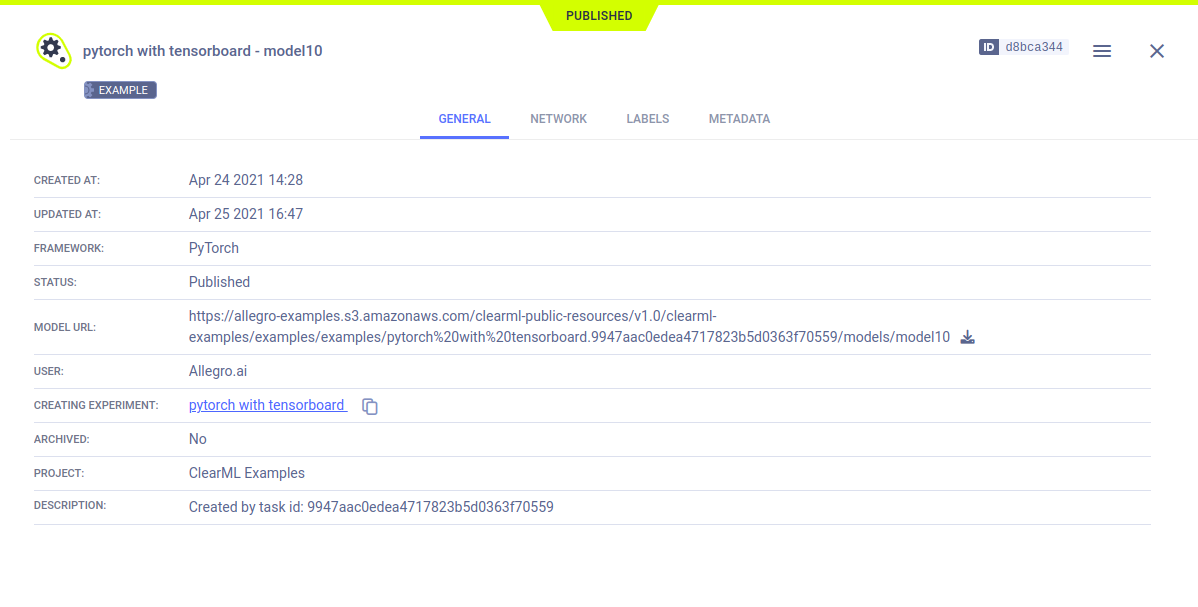 PUBLISHED
pytorch with tensorboard - model10
ID d8bca344
EXAMPLE
GENERAL NETWORK LABELS METADATA
CREATED AT: Apr 24 2021 14:28
UPDATED AT: Apr 25 2021 16:47
FRAMEWORK: PyTorch
STATUS: Published
MODEL URL: https://allegro-examples.s3.amazonaws.com/clearml-public-resources/v1.0/clearml-
examples/examples/examples/pytorch%20with%20tensorboard.9947aac0edea4717823b5d0363f70559/models/model10
USER: Allegro.ai
CREATING EXPERIMENT: pytorch with tensorboard
ARCHIVED: No
PROJECT: ClearML Examples
DESCRIPTION: Created by task id: 9947aac0edea4717823b5d0363f70559